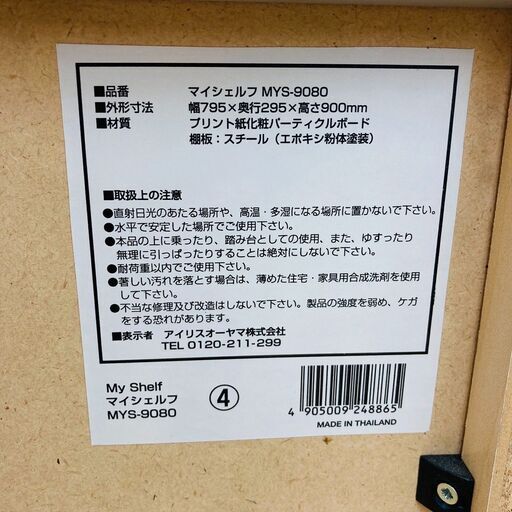 ■品番 マイシェルフ MYS-9080
■外形寸法 幅795×奥行295×高さ900mm
■材質 プリント紙化粧パーティクルボード
棚板：スチール（エポキシ粉体塗装）
■取扱上の注意
●直射日光のあたる場所や、高温・多湿になる場所に置かないで下さい。
●水平で安定した場所でご使用下さい。
●本品の上に乗ったり、踏み台としての使用、また、ゆすったり
無理に引っぱったりすることは絶対にしないで下さい。
●耐荷重以内でご使用下さい。
●著しい汚れを落とす場合は、薄めた住宅・家具用合成洗剤を使用
して下さい。
●不当な修理及び改造はしないで下さい。製品の強度を弱め、ケガ
をする恐れがあります。
■表示者 アイリスオーヤマ株式会社
TEL 0120-211-299
My Shelf
マイシェルフ
MYS-9080
④
4 905009 248865
MADE IN THAILAND